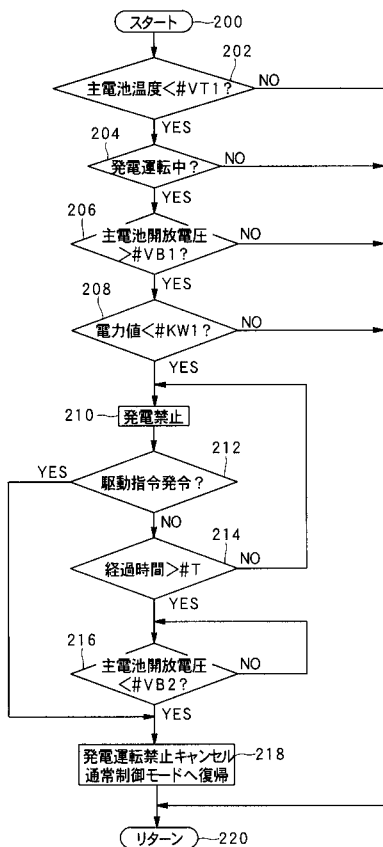 スタート 200
202
主電池温度<#VT1?
NO
YES
204
発電運転中?
NO
YES
206
主電池開放電圧
>#VB1?
NO
YES
208
電力値<#KW1?
NO
YES
210
発電禁止
YES
212
駆動指令発令?
NO
214
経過時間>#T
NO
YES
216
主電池開放電圧
<#VB2?
NO
YES
発電運転禁止キャンセル
通常制御モードへ復帰
218
リターン 220